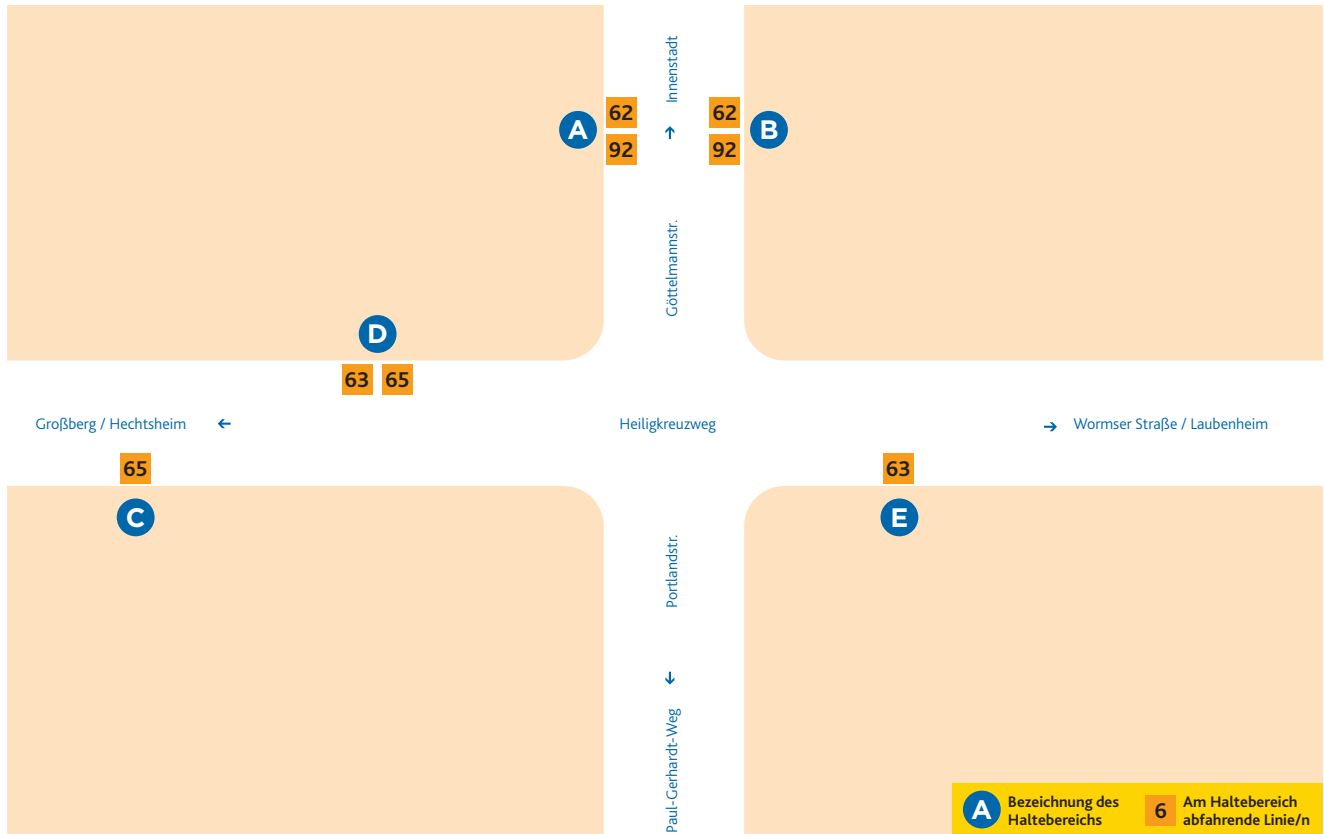 Innenstadt
A
62
92
62
92
B
Göttelmannstr.
D
63 65
Großberg / Hechtsheim
Heiligkreuzweg
Wormser Straße / Laubenheim
65
C
63
E
Portlandstr.
Paul-Gerhardt-Weg
A
Bezeichnung des
Haltebereichs
6
Am Haltebereich
abfahrende Linie/n